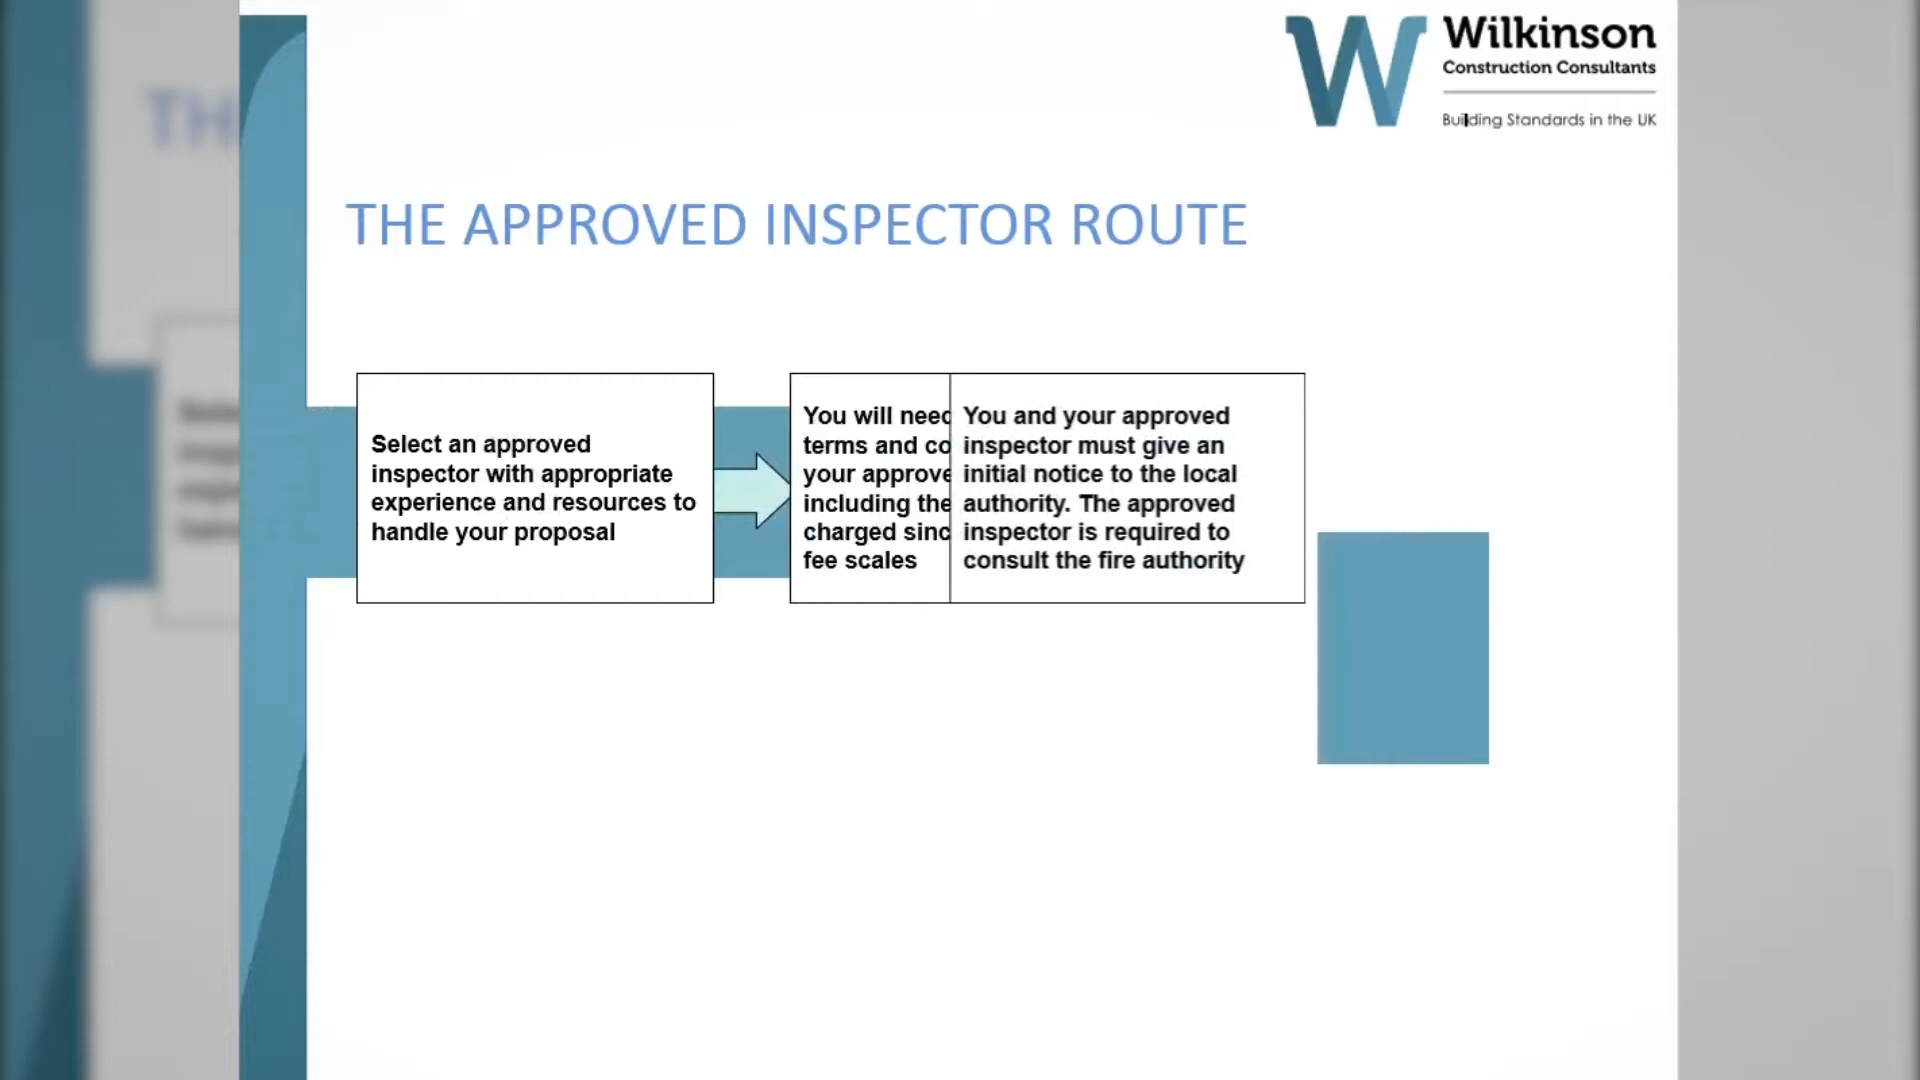 Wilkinson
Construction Consultants
Building Standards in the UK
THE APPROVED INSPECTOR ROUTE
Select an approved
inspector with appropriate
experience and resources to
handle your proposal
You will need
terms and co
your approve
including the
charged sinc
fee scales
You and your approved
inspector must give an
initial notice to the local
authority. The approved
inspector is required to
consult the fire authority
TH